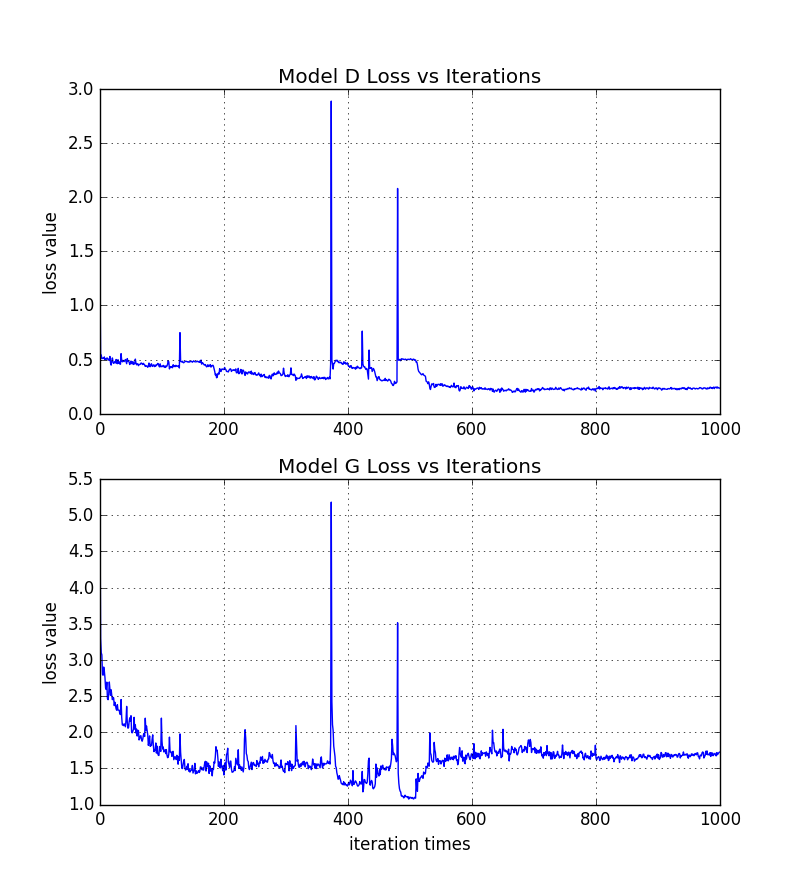 Model D Loss vs Iterations
3.0
2.5
2.0
1.5
1.0
0.5
0.0
loss value
0 200 400 600 800 1000
Model G Loss vs Iterations
5.5
5.0
4.5
4.0
3.5
3.0
2.5
2.0
1.5
1.0
loss value
0 200 400 600 800 1000
iteration times